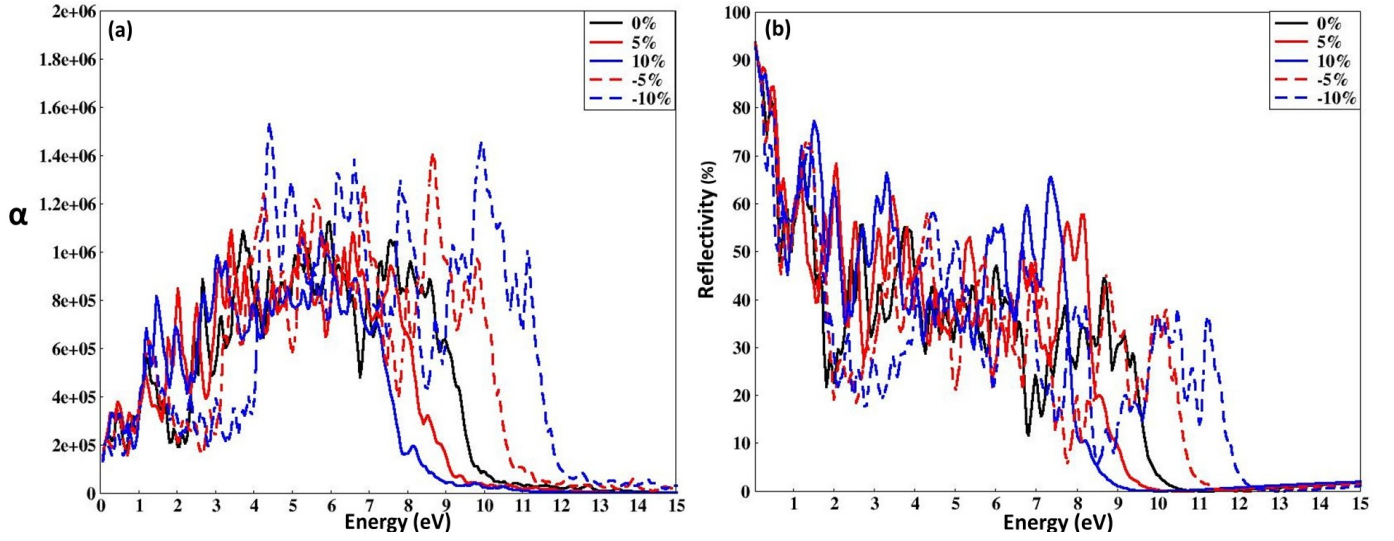 (a)
0%
5%
10%
-5%
-10%
2e+06
1.8e+06
1.6e+06
1.4e+06
1.2e+06
1e+06
8e+05
6e+05
4e+05
2e+05
0
α
0 1 2 3 4 5 6 7 8 9 10 11 12 13 14 15
Energy (eV)
(b)
0%
5%
10%
-5%
-10%
100
90
80
70
60
50
40
30
20
10
0
Reflectivity (%)
1 2 3 4 5 6 7 8 9 10 11 12 13 14 15
Energy (eV)